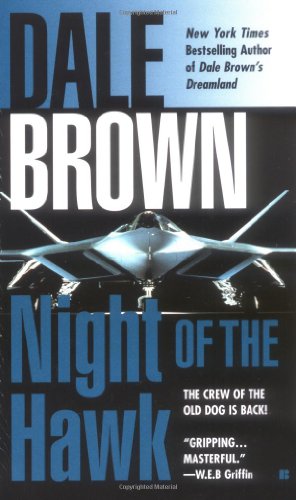 DALE
BROWN
New York Times
Bestselling Author
of Dale Brown's
Dreamland
Night OF THE
Hawk
THE CREW OF THE
OLD DOG IS BACK!
"GRIPPING...
MASTERFUL."
—W.E.B Griffin
B